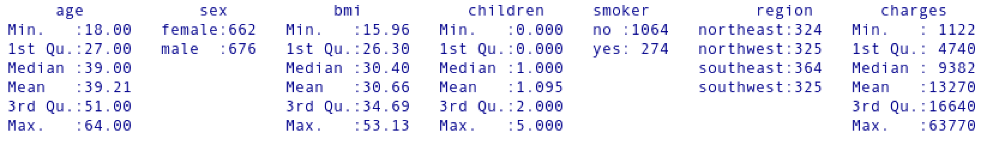 age sex bmi children smoker region charges
Min.   :18.00 female:662 Min.   :15.96 Min.   :0.000 no :1064 northeast:324 Min.   : 1122
1st Qu.:27.00 male  :676 1st Qu.:26.30 1st Qu.:0.000 yes: 274 northwest:325 1st Qu.: 4740
Median :39.00 Median :30.40 Median :1.000 southeast:364 Median : 9382
Mean   :39.21 Mean   :30.66 Mean   :1.095 southwest:325 Mean   :13270
3rd Qu.:51.00 3rd Qu.:34.69 3rd Qu.:2.000 3rd Qu.:16640
Max.   :64.00 Max.   :53.13 Max.   :5.000 Max.   :63770